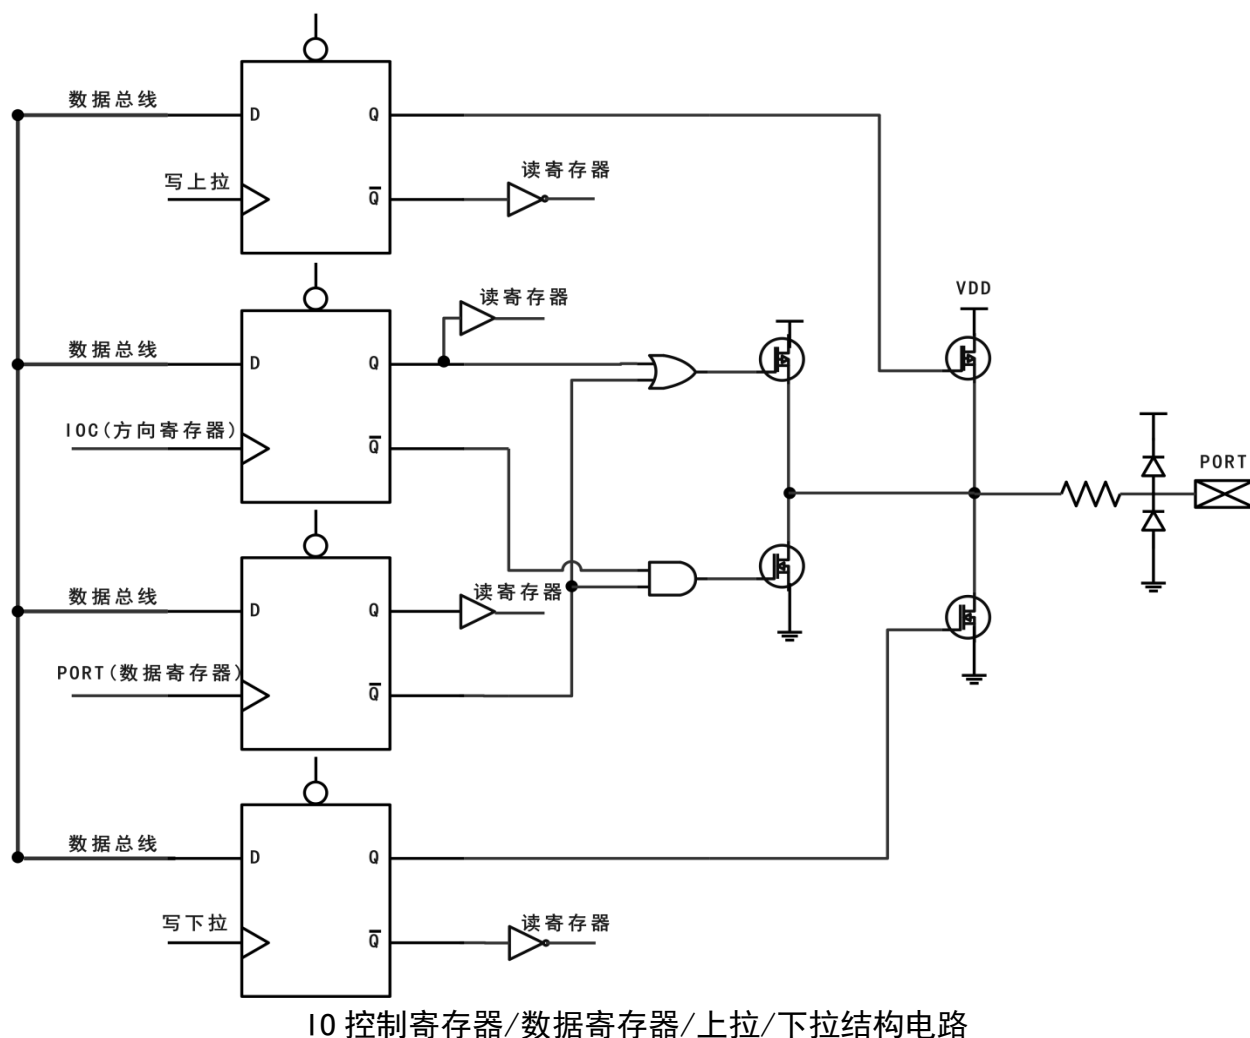 数据总线
D
Q
写上拉
Q
读寄存器
读寄存器
数据总线
D
Q
IOC(方向寄存器)
Q
VDD
PORT
数据总线
D
Q
读寄存器
PORT(数据寄存器)
Q
数据总线
D
Q
写下拉
Q
读寄存器
IO 控制寄存器/数据寄存器/上拉/下拉结构电路